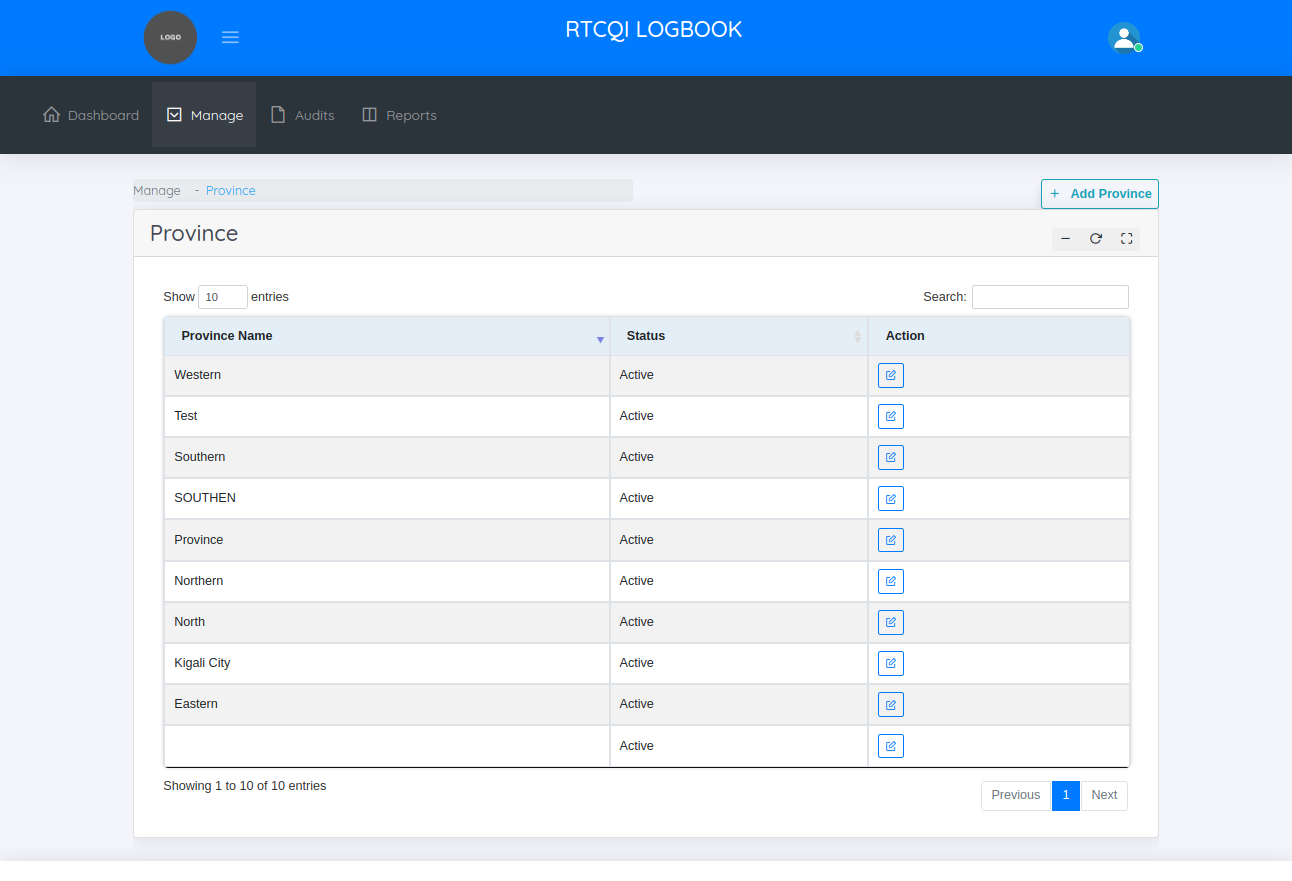 LOGO
RTCQI LOGBOOK
Dashboard Manage Audits Reports
Manage - Province
+ Add Province
Province
Show 10 entries Search:
Province Name Status Action
Western Active
Test Active
Southern Active
SOUTHEN Active
Province Active
Northern Active
North Active
Kigali City Active
Eastern Active
Active
Showing 1 to 10 of 10 entries
Previous 1 Next